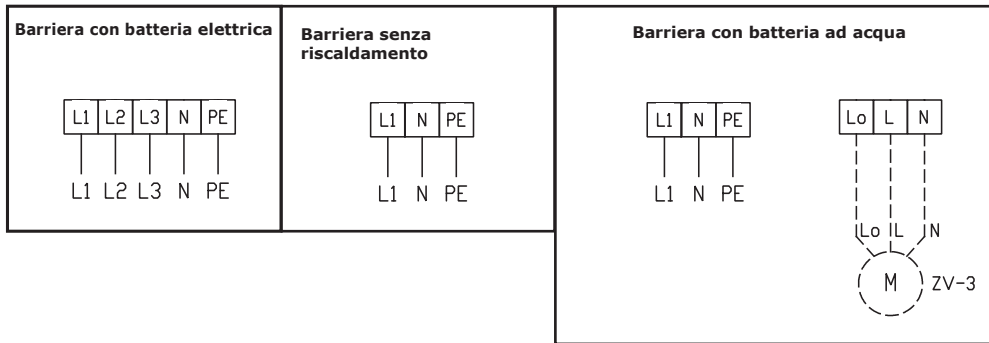 Barriera con batteria elettrica
L1 L2 L3 N PE
L1 L2 L3 N PE
Barriera senza
riscaldamento
L1 N PE
L1 N PE
Barriera con batteria ad acqua
L1 N PE
L1 N PE
Lo L N
Lo L N
M ZV-3